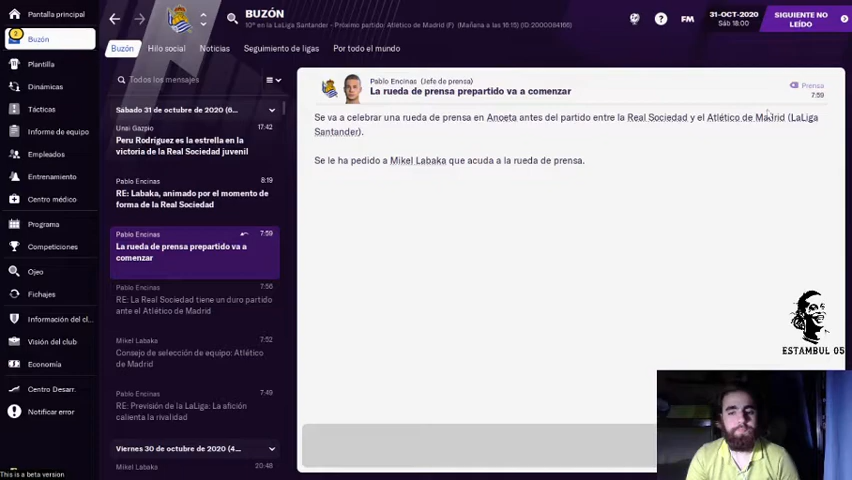 Pantalla principal
2
Buzón
Plantilla
Dinámicas
Tácticas
Informe de equipo
Empleados
Entrenamiento
Centro médico
Programa
Competiciones
Ojeo
Fichajes
Información del cl...
Visión del club
Economía
Centro Desarr.
Notificar error
This is a beta version
BUZÓN
10º en la LaLiga Santander - Próximo partido: Atlético de Madrid (F) (Mañana a las 16:15) (ID:2000084166)
FM
31-OCT-2020
Sáb 18:00
SIGUIENTE NO
LEÍDO
Buzón
Hilo social
Noticias
Seguimiento de ligas
Por todo el mundo
Todos los mensajes
Sábado 31 de octubre de 2020 (6...
Unai Gazpio
17:42
Peru Rodríguez es la estrella en la
victoria de la Real Sociedad juvenil
Pablo Encinas
8:19
RE: Labaka, animado por el momento de
forma de la Real Sociedad
Pablo Encinas
7:59
La rueda de prensa prepartido va a
comenzar
Pablo Encinas
7:56
RE: La Real Sociedad tiene un duro partido
ante el Atlético de Madrid
Mikel Labaka
7:52
Consejo de selección de equipo: Atlético
de Madrid
Pablo Encinas
7:49
RE: Previsión de la LaLiga: La afición
calienta la rivalidad
Viernes 30 de octubre de 2020 (4...
Mikel Labaka
20:48
Pablo Encinas (Jefe de prensa)
La rueda de prensa prepartido va a comenzar
Prensa
7:59
Se va a celebrar una rueda de prensa en Anoeta antes del partido entre la Real Sociedad y el Atlético de Madrid (LaLiga
Santander).
Se le ha pedido a Mikel Labaka que acuda a la rueda de prensa.
ESTAMBUL 05